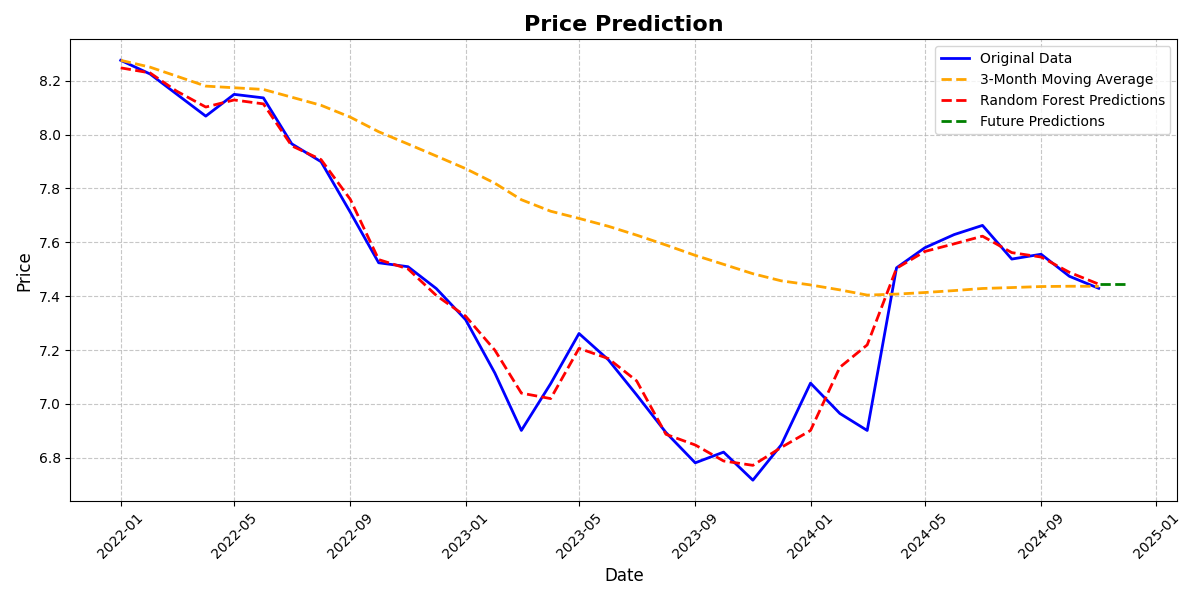 Price Prediction
Original Data
3-Month Moving Average
Random Forest Predictions
Future Predictions
Price
8.2
8.0
7.8
7.6
7.4
7.2
7.0
6.8
2022-01
2022-05
2022-09
2023-01
2023-05
2023-09
2024-01
2024-05
2024-09
2025-01
Date